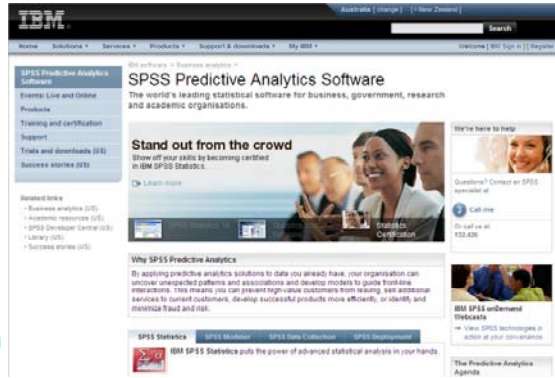 IBM
Australia [ change ] [ New Zealand ]
Search
Home Solutions Services Products Support & downloads My IBM
Welcome [ IBM Sign in ] [ Register
IBM software > Business analytics >
SPSS Predictive Analytics Software
Events: Live and Online
Products
Training and certification
Support
Trials and downloads (US)
Success stories (US)
Related links
Business analytics (US)
Academic resources (US)
SPSS Developer Central (US)
Library (US)
Success stories (US)
SPSS Predictive Analytics Software
The world's leading statistical software for business, government, research
and academic organisations.
Stand out from the crowd
Show off your skills by becoming certified
in IBM SPSS Statistics.
Learn more
Statistics
Certification
Why SPSS Predictive Analytics
By applying predictive analytics solutions to data you already have, your organisation can
uncover unexpected patterns and associations and develop models to guide front-line
interactions. This means you can prevent high-value customers from leaving, sell additional
services to current customers, develop successful products more efficiently, or identify and
minimize fraud and risk.
SPSS Statistics SPSS Modeler SPSS Data Collection SPSS Deployment
IBM SPSS Statistics puts the power of advanced statistical analysis in your hands.
We're here to help
Questions? Contact an SPSS
specialist at
Call me
Or call us at:
132,426
IBM SPSS onDemand
Webcasts
View SPSS technologies in
action at your convenience
The Predictive Analytics
Agenda